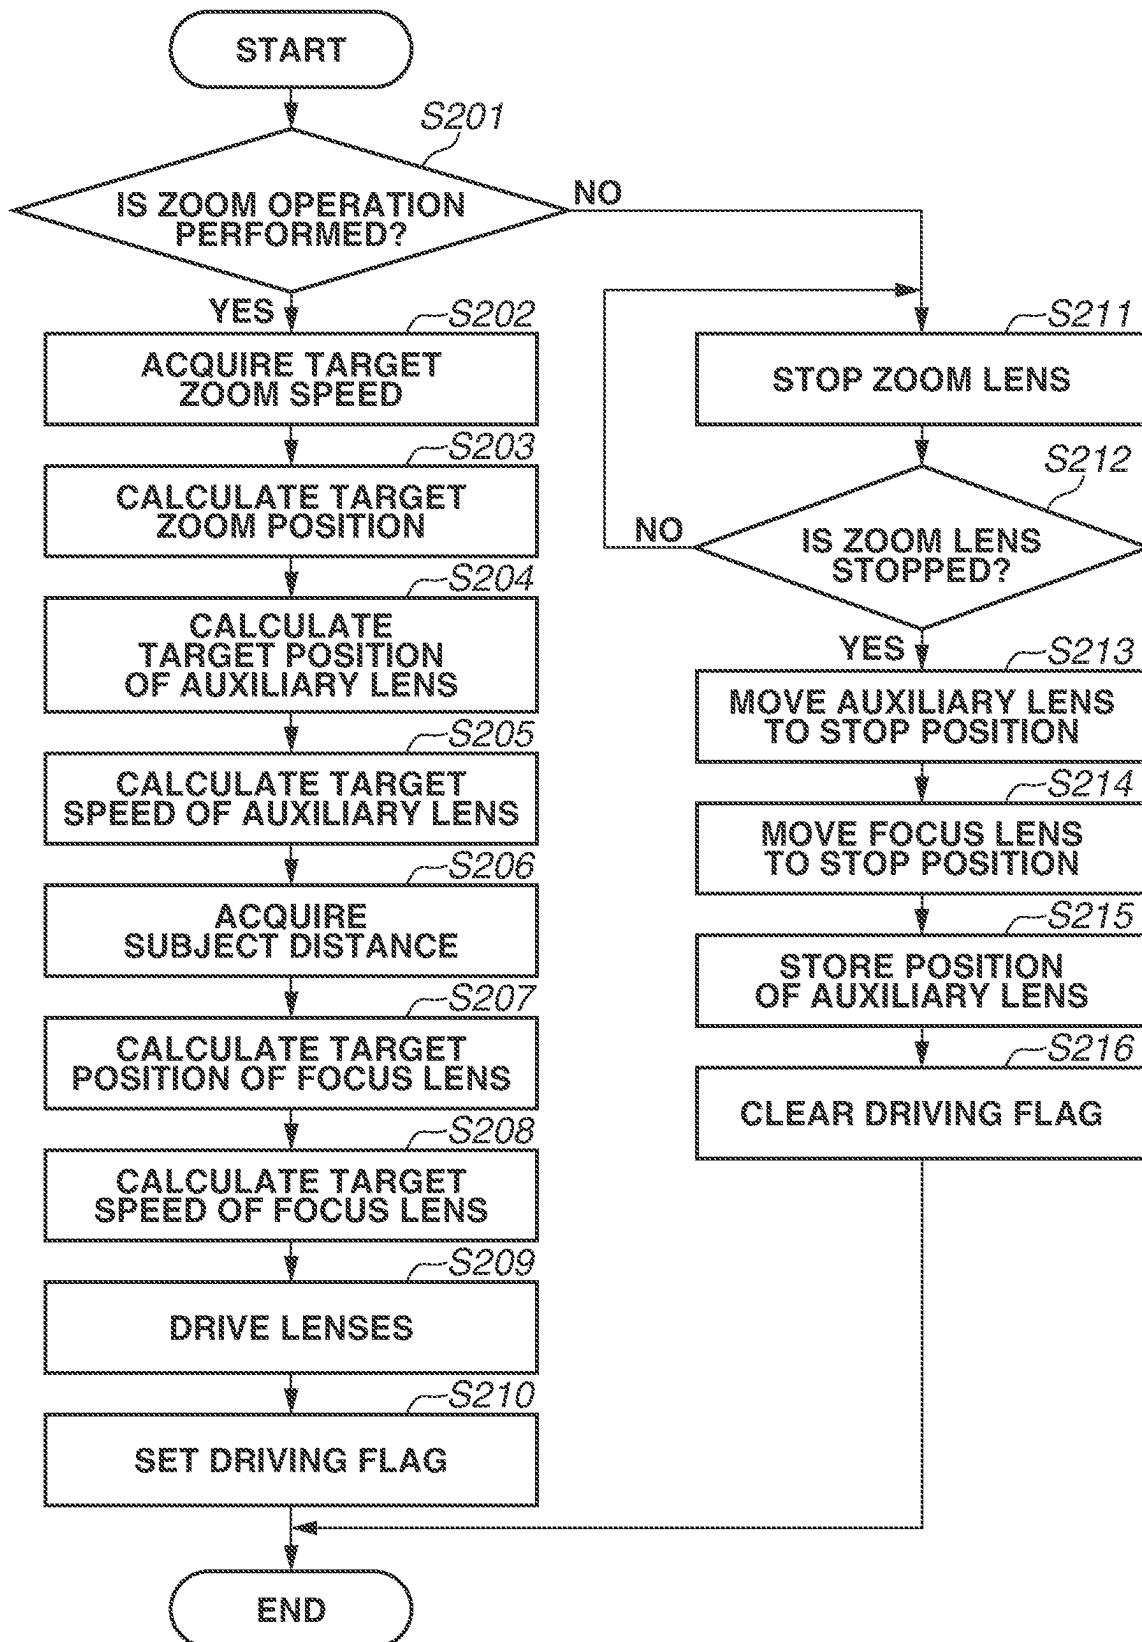 START
S201
IS ZOOM OPERATION
PERFORMED?
NO
YES
S202
ACQUIRE TARGET
ZOOM SPEED
S203
CALCULATE TARGET
ZOOM POSITION
S204
CALCULATE
TARGET POSITION
OF AUXILIARY LENS
S205
CALCULATE TARGET
SPEED OF AUXILIARY LENS
S206
ACQUIRE
SUBJECT DISTANCE
S207
CALCULATE TARGET
POSITION OF FOCUS LENS
S208
CALCULATE TARGET
SPEED OF FOCUS LENS
S209
DRIVE LENSES
S210
SET DRIVING FLAG
S211
STOP ZOOM LENS
S212
IS ZOOM LENS
STOPPED?
NO
YES
S213
MOVE AUXILIARY LENS
TO STOP POSITION
S214
MOVE FOCUS LENS
TO STOP POSITION
S215
STORE POSITION
OF AUXILIARY LENS
S216
CLEAR DRIVING FLAG
END